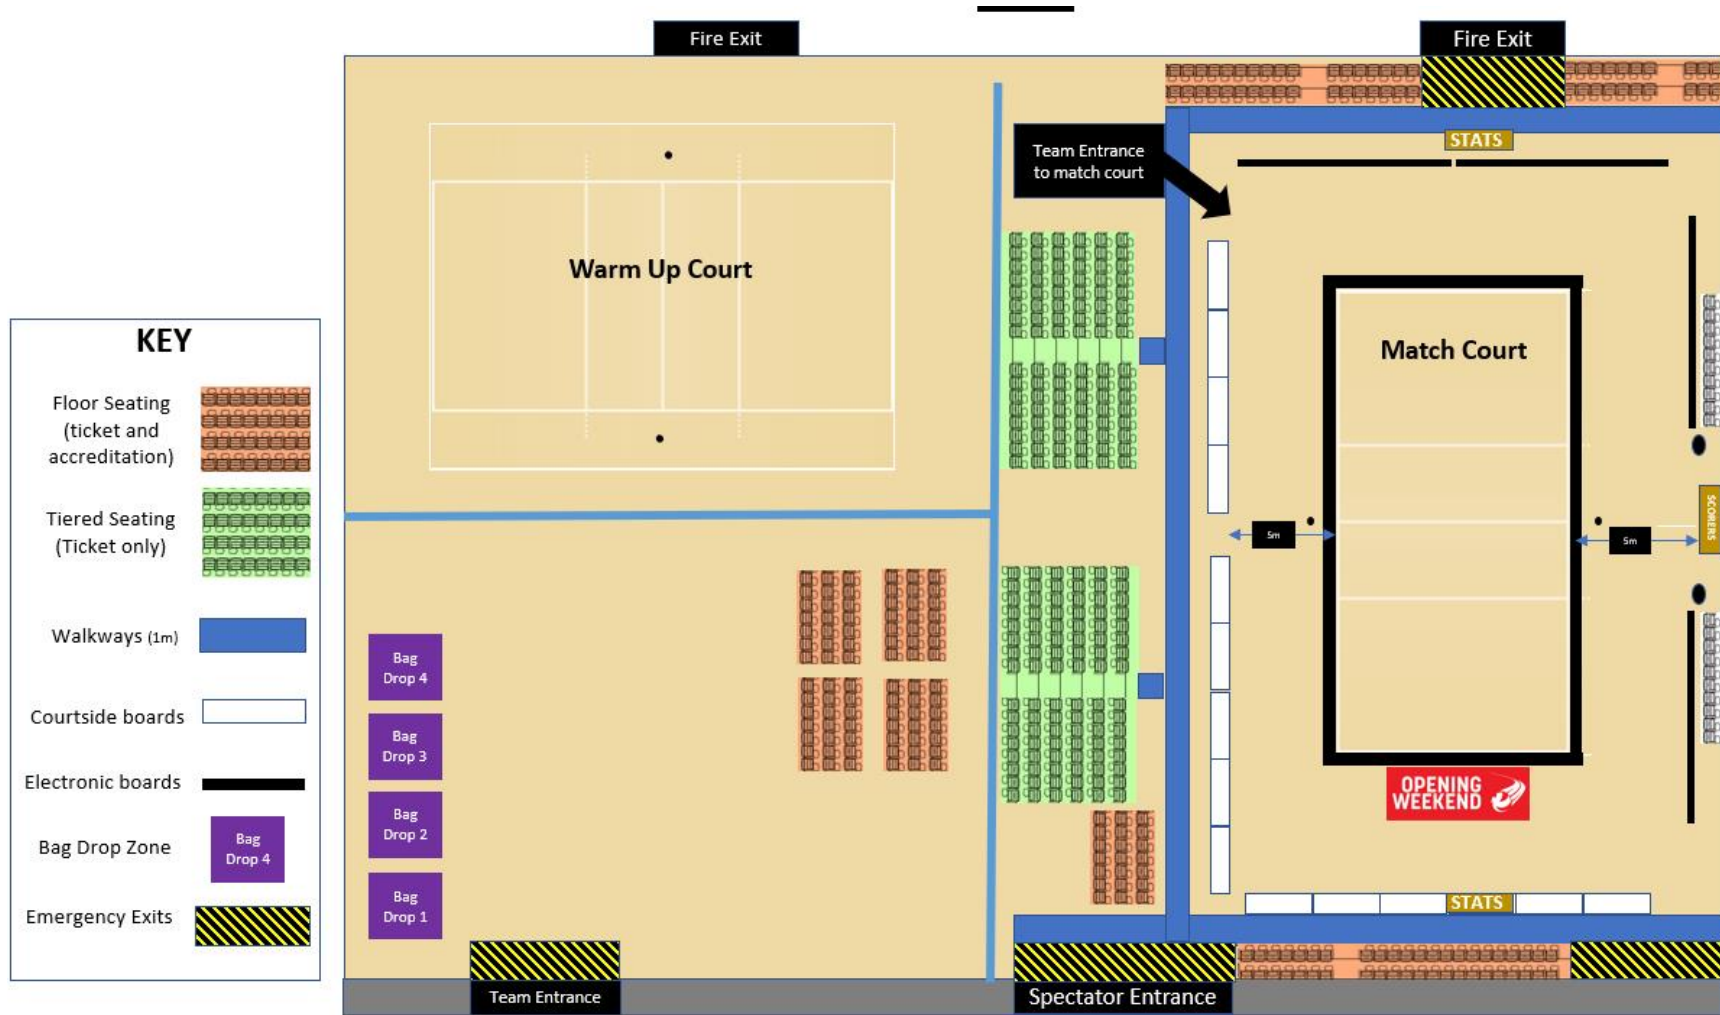 Fire Exit
Fire Exit
STATS
Team Entrance
to match court
Warm Up Court
Match Court
KEY
Floor Seating
(ticket and
accreditation)
Tiered Seating
(Ticket only)
Walkways (1m)
Courtside boards
Electronic boards
Bag Drop Zone
Bag
Drop 4
Emergency Exits
5m
5m
SCORERS
Bag
Drop 4
Bag
Drop 3
Bag
Drop 2
Bag
Drop 1
OPENING
WEEKEND
STATS
Team Entrance
Spectator Entrance